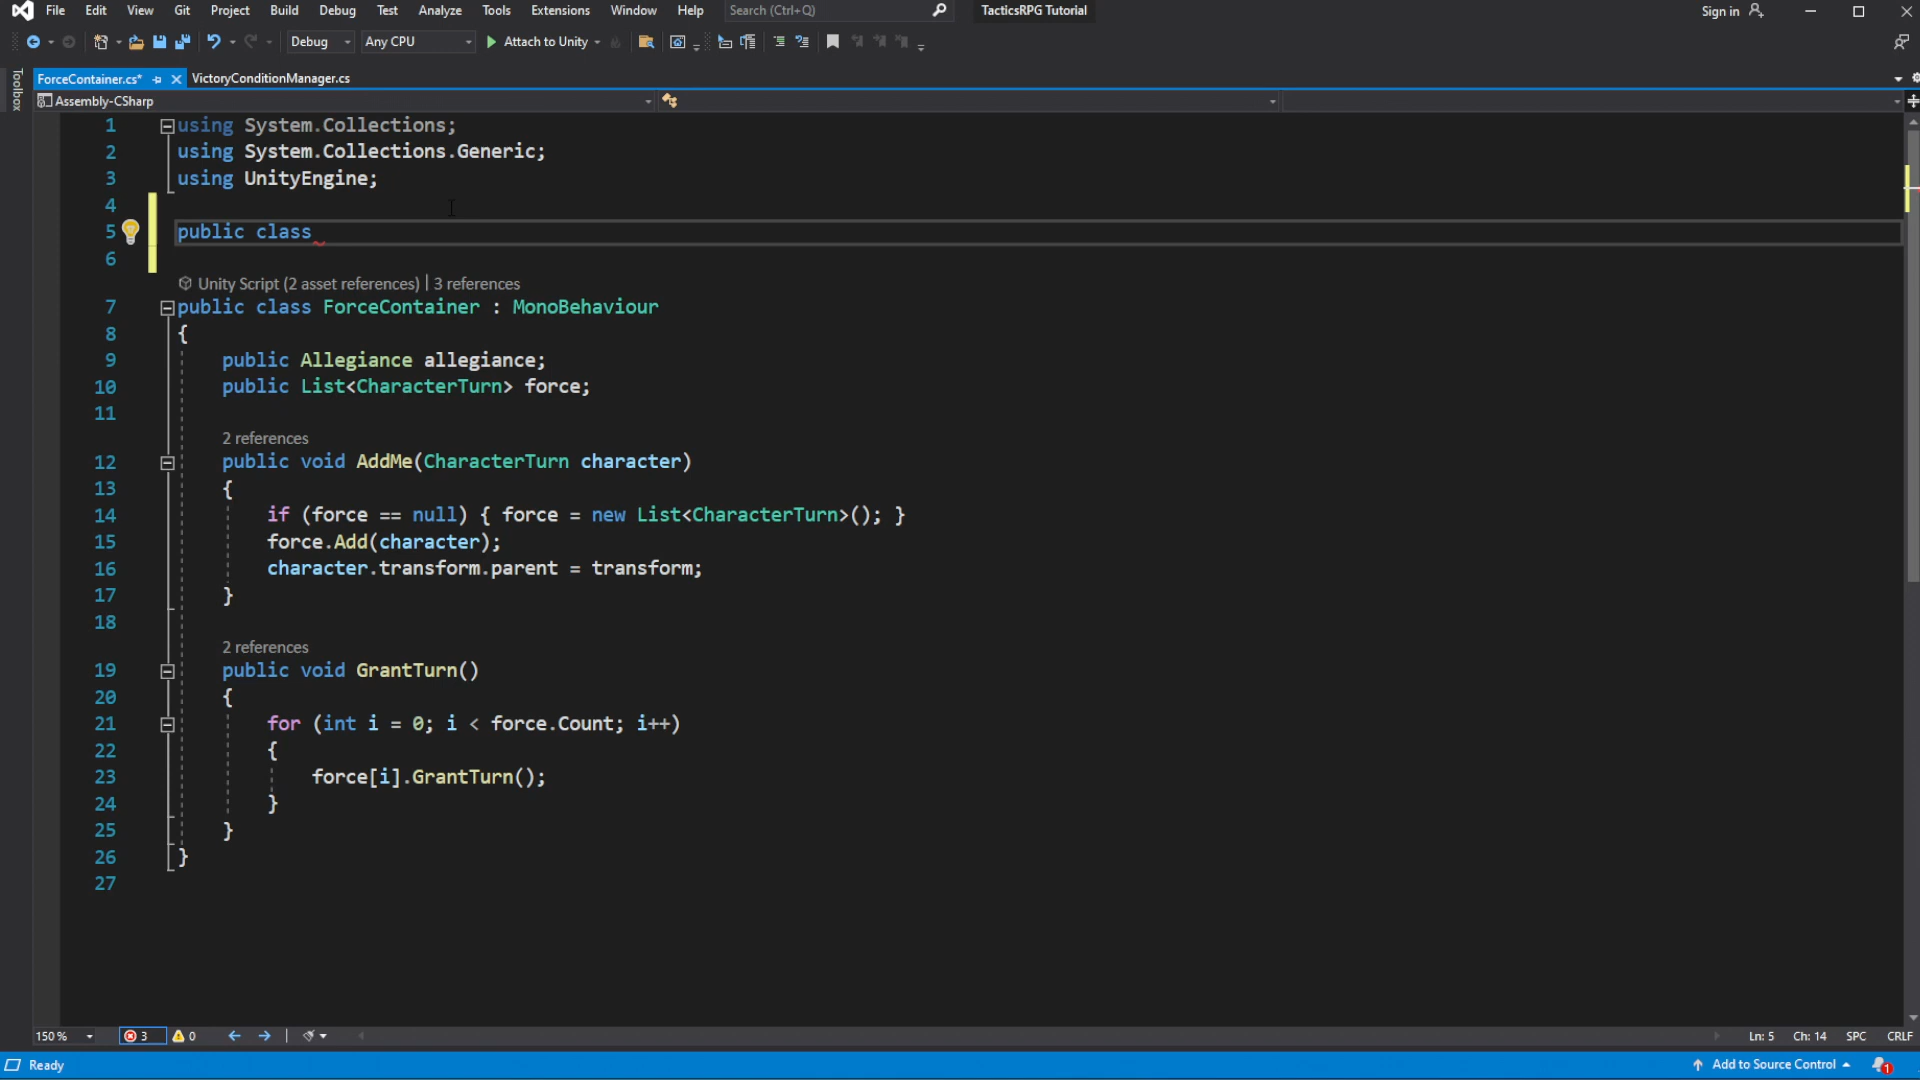 File Edit View Git Project Build Debug Test Analyze Tools Extensions Window Help Search (Ctrl+Q) TacticsRPG Tutorial Sign in
Debug Any CPU Attach to Unity
Toolbox
ForceContainer.cs* VictoryConditionManager.cs
Assembly-CSharp
1 using System.Collections;
2 using System.Collections.Generic;
3 using UnityEngine;
4
5 public class
6
Unity Script (2 asset references) | 3 references
7 public class ForceContainer : MonoBehaviour
8 {
9 public Allegiance allegiance;
10 public List<CharacterTurn> force;
11
2 references
12 public void AddMe(CharacterTurn character)
13 {
14 if (force == null) { force = new List<CharacterTurn>(); }
15 force.Add(character);
16 character.transform.parent = transform;
17 }
18
2 references
19 public void GrantTurn()
20 {
21 for (int i = 0; i < force.Count; i++)
22 {
23 force[i].GrantTurn();
24 }
25 }
26 }
27
150 % 3 0 Ln: 5 Ch: 14 SPC CRLF
Ready Add to Source Control 1